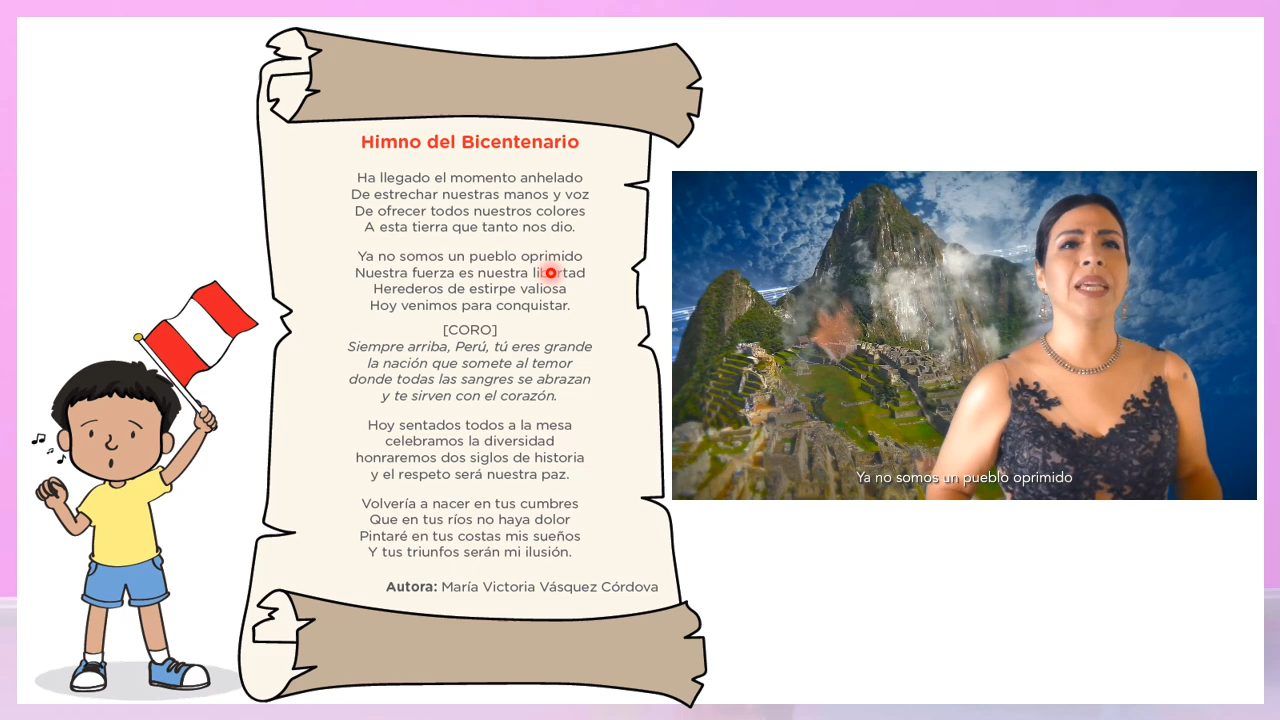 Himno del Bicentenario
Ha llegado el momento anhelado
De estrechar nuestras manos y voz
De ofrecer todos nuestros colores
A esta tierra que tanto nos dio.
Ya no somos un pueblo oprimido
Nuestra fuerza es nuestra libertad
Herederos de estirpe valiosa
Hoy venimos para conquistar.
[CORO]
Siempre arriba, Perú, tú eres grande
la nación que somete al temor
donde todas las sangres se abrazan
y te sirven con el corazón.
Hoy sentados todos a la mesa
celebramos la diversidad
honraremos dos siglos de historia
y el respeto será nuestra paz.
Volvería a nacer en tus cumbres
Que en tus ríos no haya dolor
Pintaré en tus costas mis sueños
Y tus triunfos serán mi ilusión.
Autora: María Victoria Vásquez Córdova
Ya no somos un pueblo oprimido